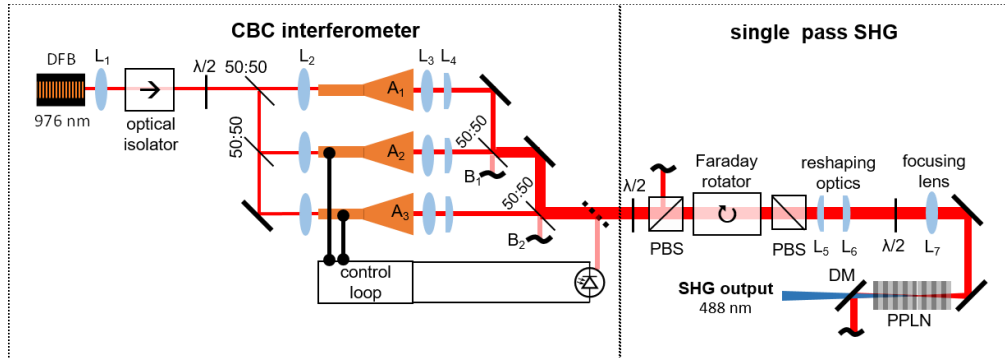 CBC interferometer
single pass SHG
DFB
L1
λ/2
50:50
L2
L3
L4
A1
976 nm
optical
isolator
50:50
A2
50:50
B1
A3
50:50
B2
control
loop
λ/2
PBS
Faraday
rotator
PBS
reshaping
optics
L5
L6
λ/2
focusing
lens
L7
DM
SHG output
488 nm
PPLN